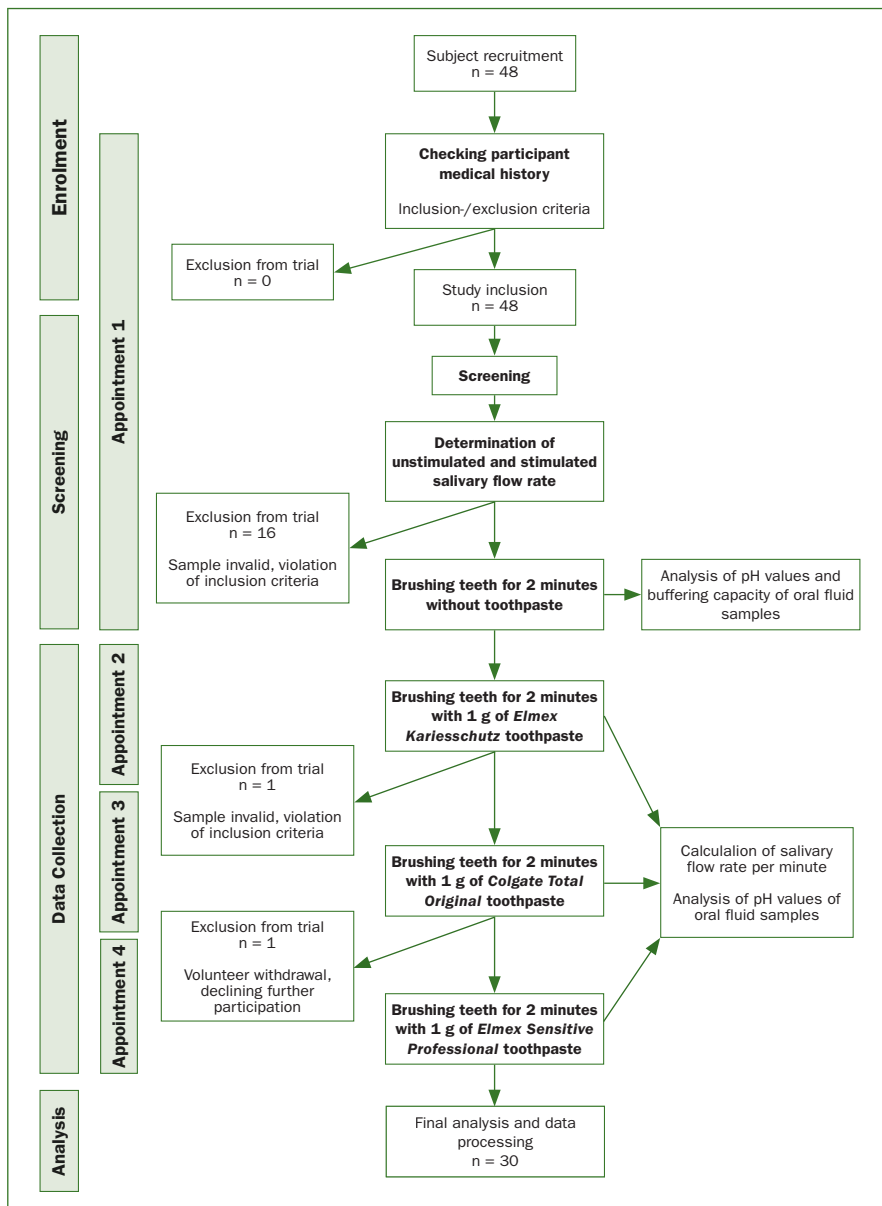 Enrolment
Screening
Data Collection
Analysis
Appointment 1
Appointment 2
Appointment 3
Appointment 4
Subject recruitment
n = 48
Checking participant
medical history
Inclusion-/exclusion criteria
Exclusion from trial
n = 0
Study inclusion
n = 48
Screening
Determination of
unstimulated and stimulated
salivary flow rate
Exclusion from trial
n = 16
Sample invalid, violation
of inclusion criteria
Brushing teeth for 2 minutes
without toothpaste
Analysis of pH values and
buffering capacity of oral fluid
samples
Brushing teeth for 2 minutes
with 1 g of Elmex
Kariesschutz toothpaste
Exclusion from trial
n = 1
Sample invalid, violation
of inclusion criteria
Brushing teeth for 2 minutes
with 1 g of Colgate Total
Original toothpaste
Calculalion of salivary
flow rate per minute
Analysis of pH values of
oral fluid samples
Exclusion from trial
n = 1
Volunteer withdrawal,
declining further
participation
Brushing teeth for 2 minutes
with 1 g of Elmex Sensitive
Professional toothpaste
Final analysis and data
processing
n = 30